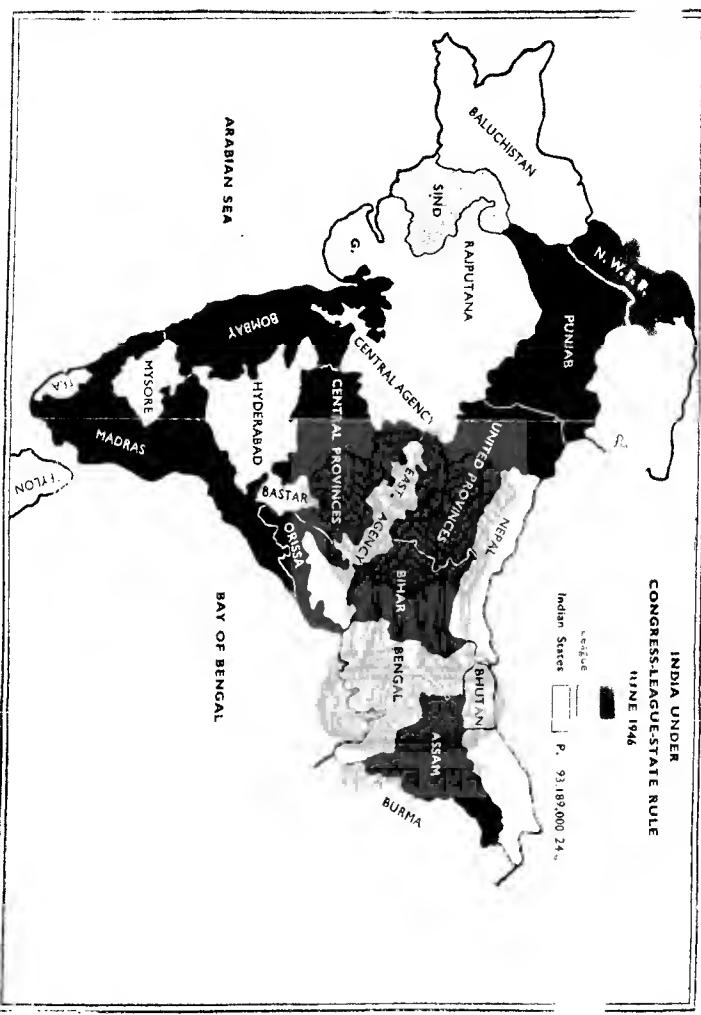 INDIA UNDER
CONGRESS-LEAGUE-STATE RULE
JUNE 1946
League
Indian States P. 93.189,000 24
BALUCHISTAN
N. W. F. P.
PUNJAB
SIND
RAJPUTANA
G.
ARABIAN SEA
BOMBAY
CENTRAL AGENCY
UNITED PROVINCES
NEPAL
CENTRAL PROVINCES
EAST. AGENCY
BIHAR
BHUTAN
BENGAL
ASSAM
BURMA
HYDERABAD
BASTAR
ORISSA
MYSORE
MADRAS
BAY OF BENGAL